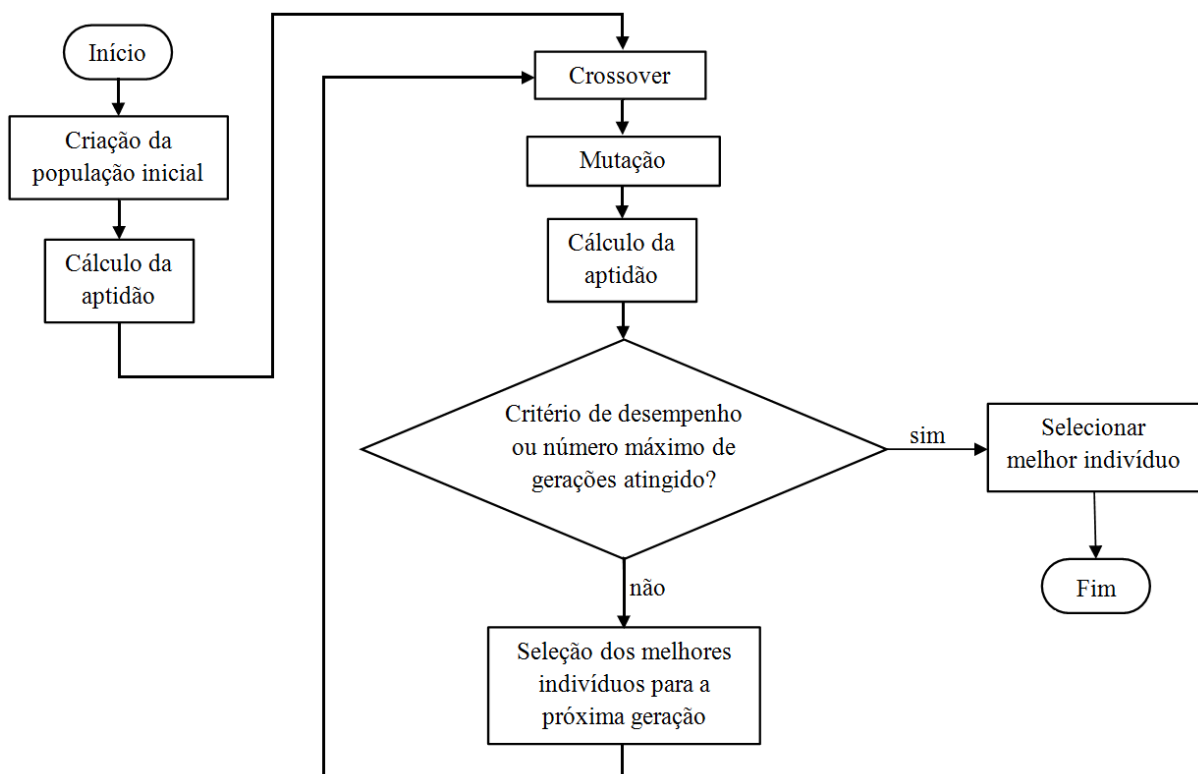 Início
Criação da
população inicial
Cálculo da
aptidão
Crossover
Mutação
Cálculo da
aptidão
Critério de desempenho
ou número máximo de
gerações atingido?
sim
Selecionar
melhor indivíduo
Fim
não
Seleção dos melhores
indivíduos para a
próxima geração